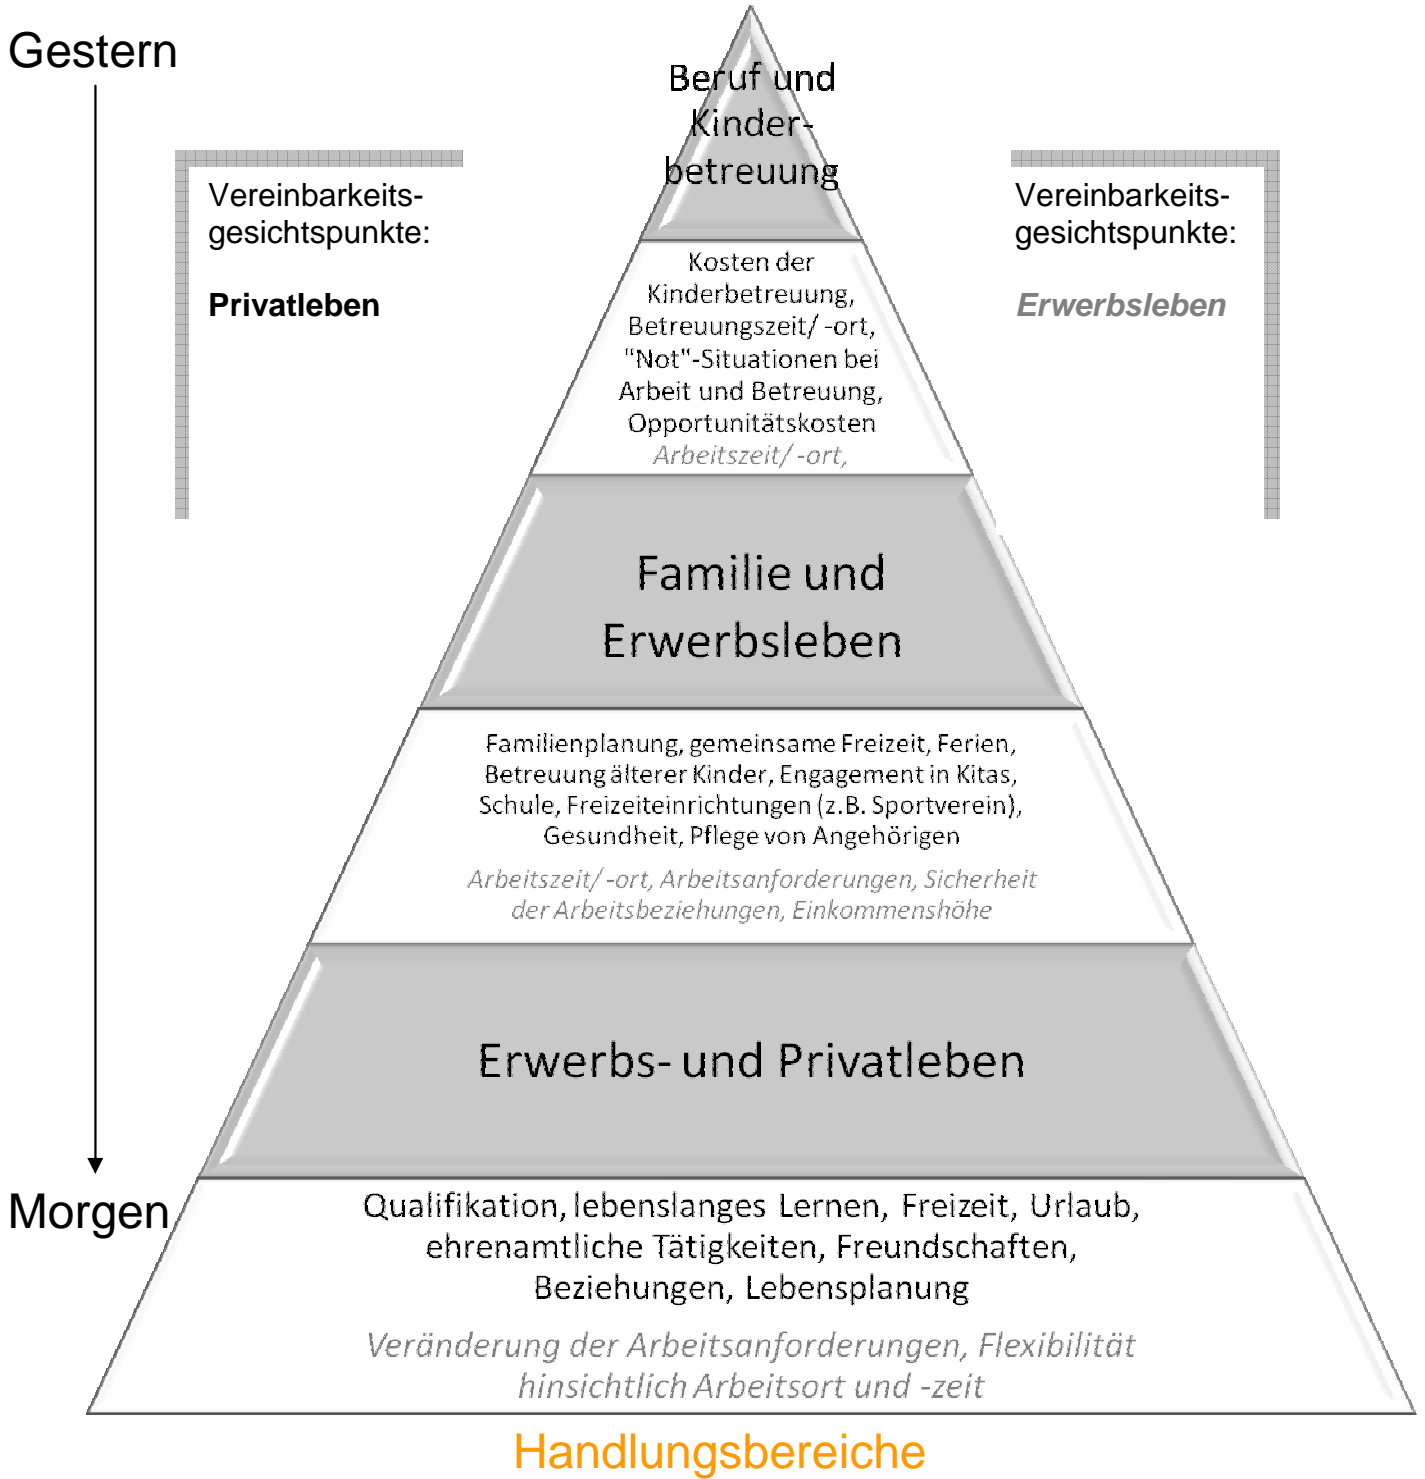 Gestern
Beruf und
Kinder-
betreuung
Vereinbarkeits-
gesichtspunkte:
Privatleben
Vereinbarkeits-
gesichtspunkte:
Erwerbsleben
Kosten der
Kinderbetreuung,
Betreuungszeit/ -ort,
"Not"-Situationen bei
Arbeit und Betreuung,
Opportunitätskosten
Arbeitszeit/ -ort,
Familie und
Erwerbsleben
Familienplanung, gemeinsame Freizeit, Ferien,
Betreuung älterer Kinder, Engagement in Kitas,
Schule, Freizeiteinrichtungen (z.B. Sportverein),
Gesundheit, Pflege von Angehörigen
Arbeitszeit/ -ort, Arbeitsanforderungen, Sicherheit
der Arbeitsbeziehungen, Einkommenshöhe
Erwerbs- und Privatleben
Morgen
Qualifikation, lebenslanges Lernen, Freizeit, Urlaub,
ehrenamtliche Tätigkeiten, Freundschaften,
Beziehungen, Lebensplanung
Veränderung der Arbeitsanforderungen, Flexibilität
hinsichtlich Arbeitsort und -zeit
Handlungsbereiche